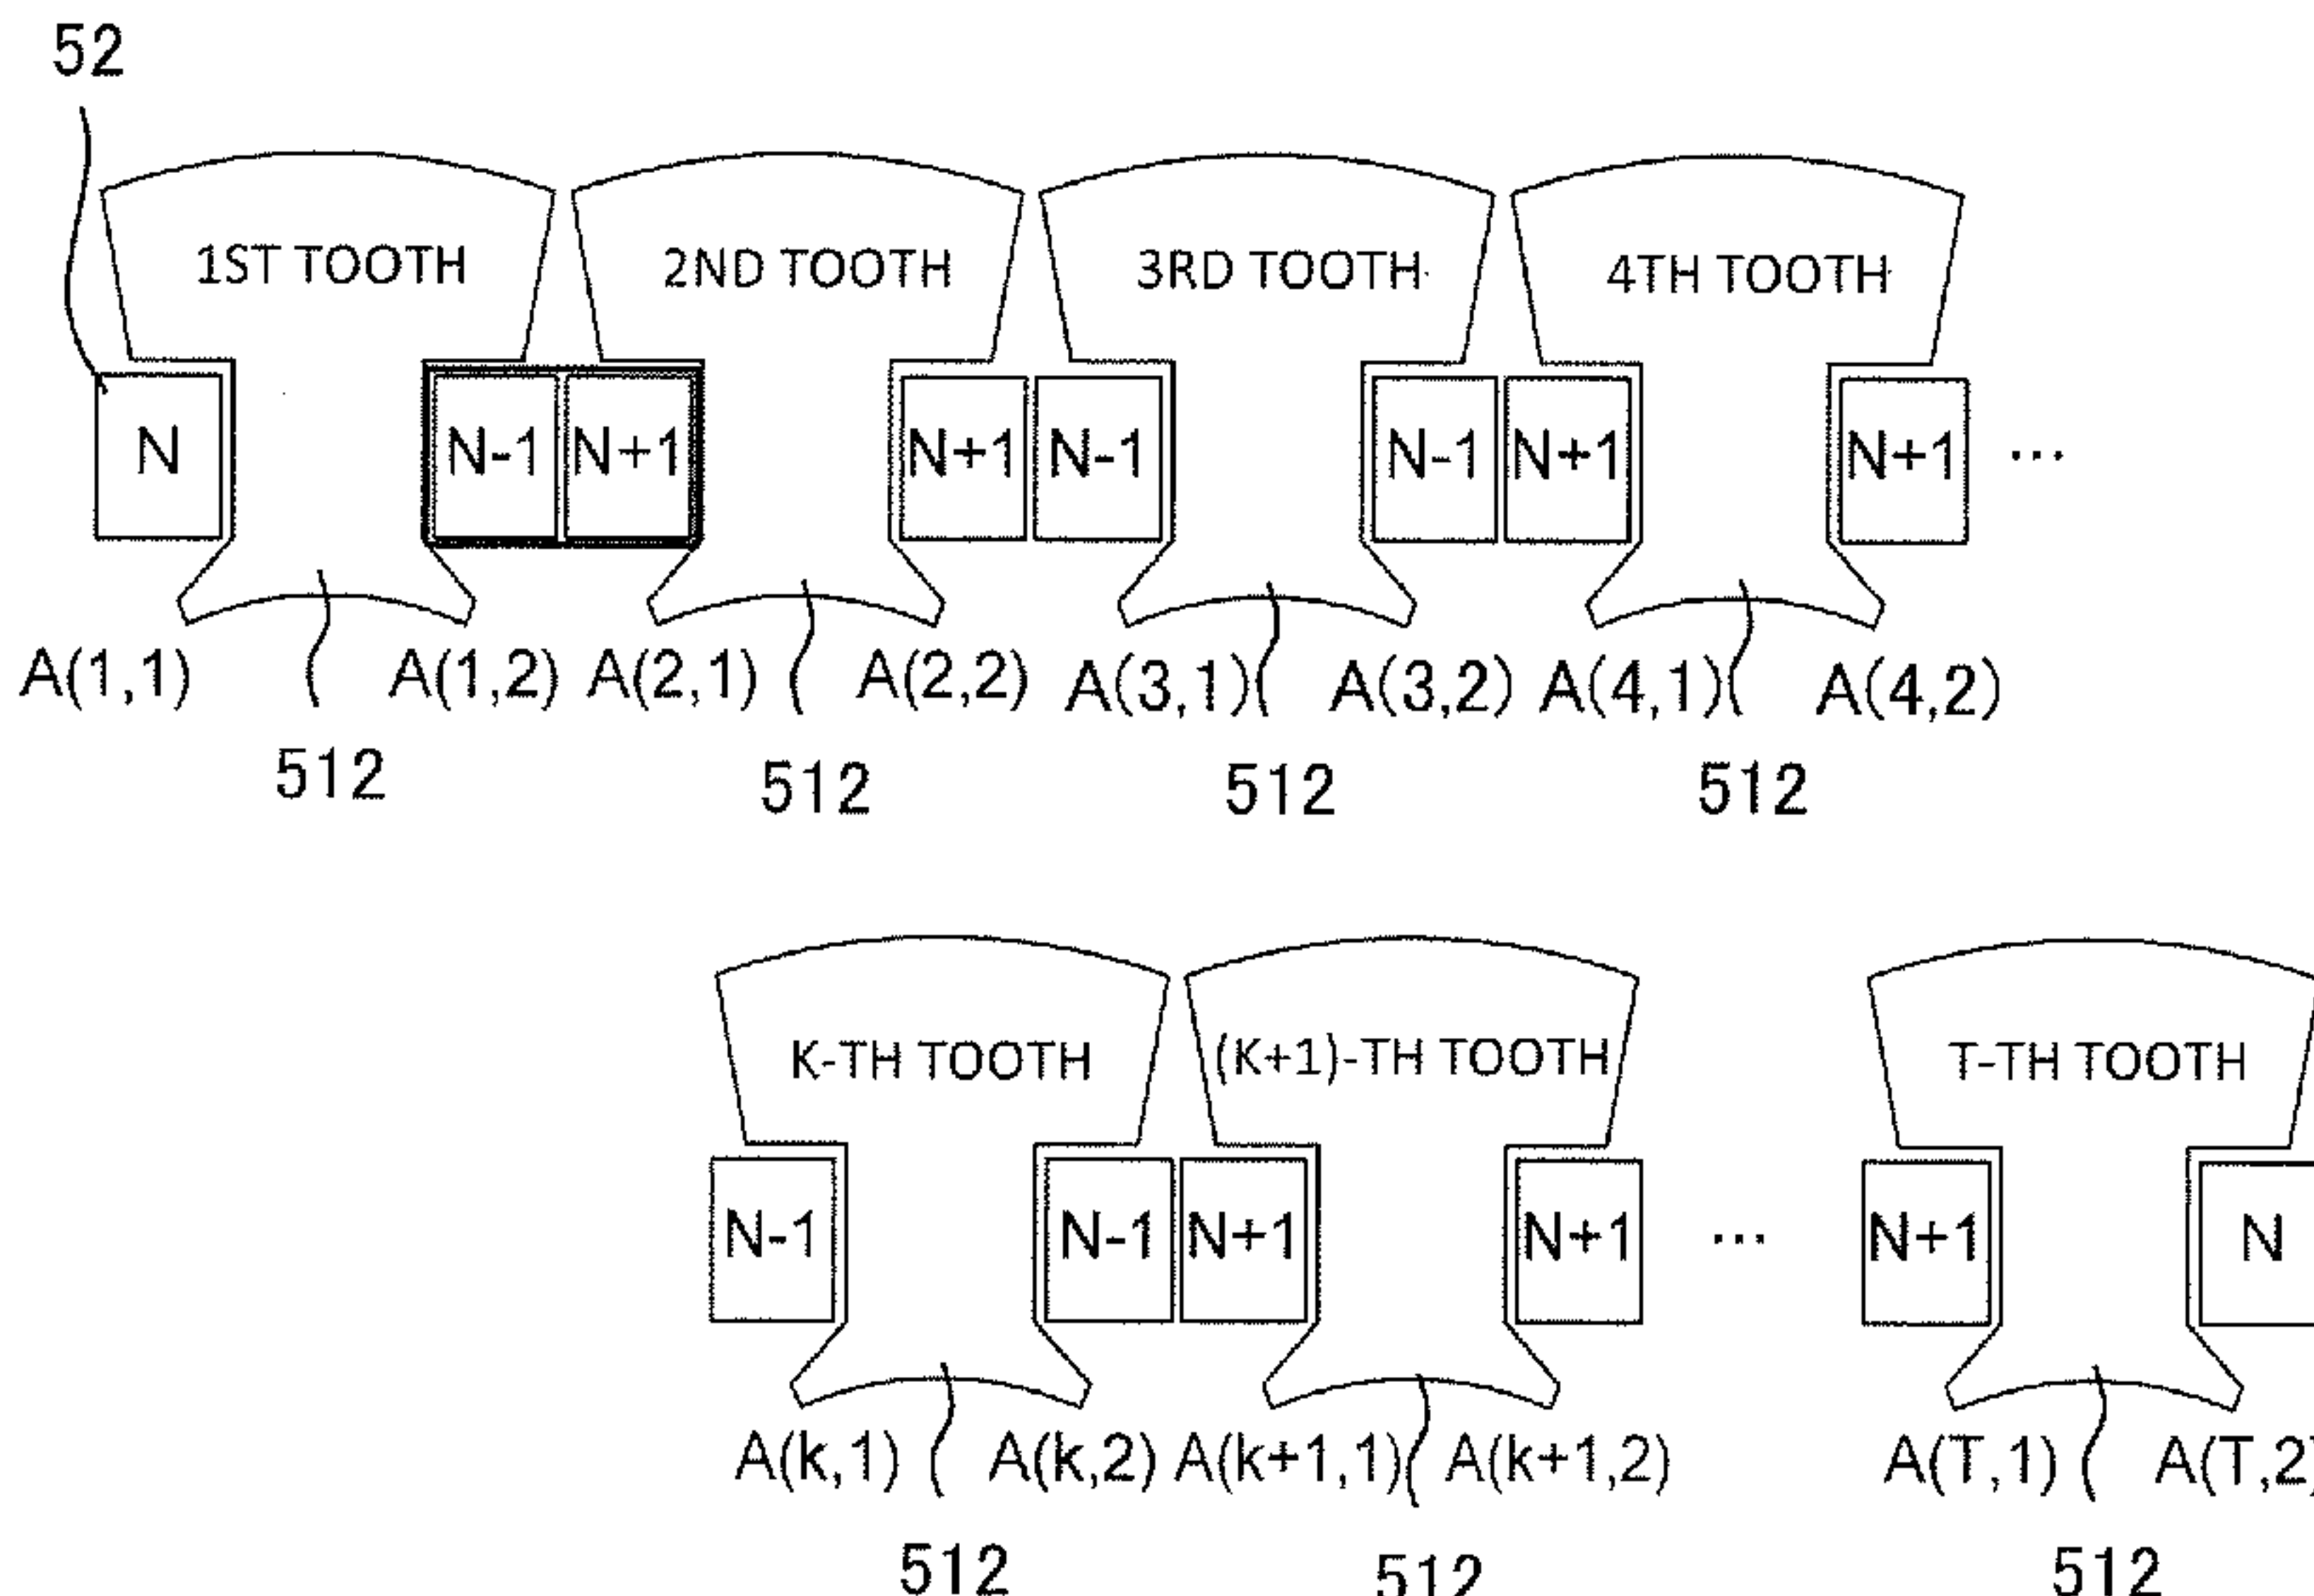 52
1ST TOOTH 2ND TOOTH 3RD TOOTH 4TH TOOTH
N N-1 N+1 N+1 N-1 N-1 N+1 N+1 ...
A(1,1) A(1,2) A(2,1) A(2,2) A(3,1) A(3,2) A(4,1) A(4,2)
512 512 512 512
K-TH TOOTH (K+1)-TH TOOTH T-TH TOOTH
N-1 N-1 N+1 N+1 ... N+1 N
A(k,1) A(k,2) A(k+1,1) A(k+1,2) A(T,1) A(T,2)
512 512 512